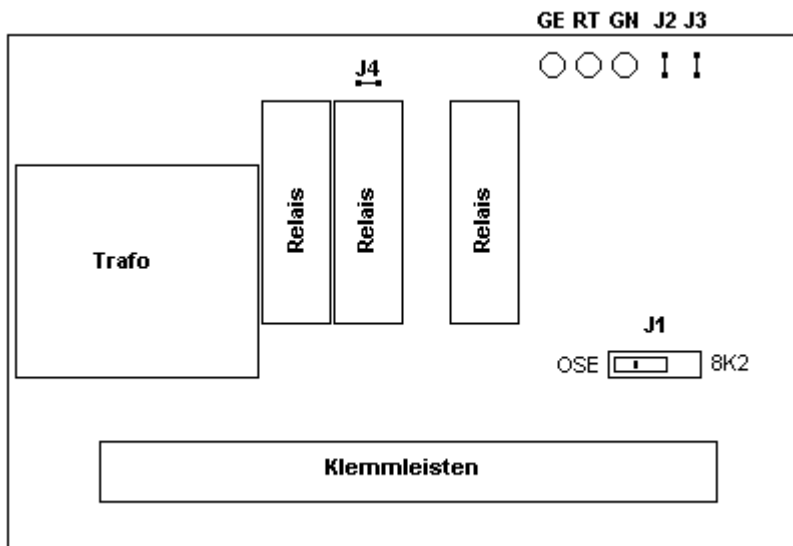 GE RT GN J2 J3
J4
Relais
Relais
Relais
Trafo
J1
OSE 8K2
Klemmleisten